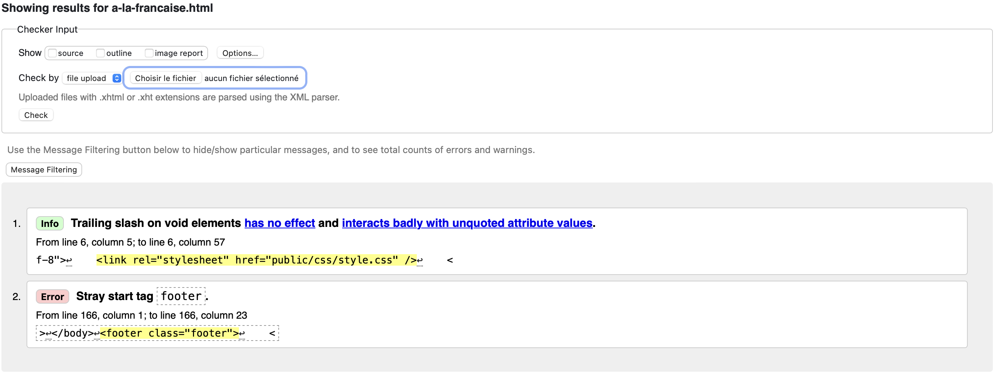 Showing results for a-la-francaise.html
Checker Input
Show source outline image report Options...
Check by file upload Choisir le fichier aucun fichier sélectionné
Uploaded files with .xhtml or .xht extensions are parsed using the XML parser.
Check
Use the Message Filtering button below to hide/show particular messages, and to see total counts of errors and warnings.
Message Filtering
1. Info Trailing slash on void elements has no effect and interacts badly with unquoted attribute values.
From line 6, column 5; to line 6, column 57
f-8">↩    <link rel="stylesheet" href="public/css/style.css" />↩    <
2. Error Stray start tag footer.
From line 166, column 1; to line 166, column 23
>↩</body>↩<footer class="footer">↩    <